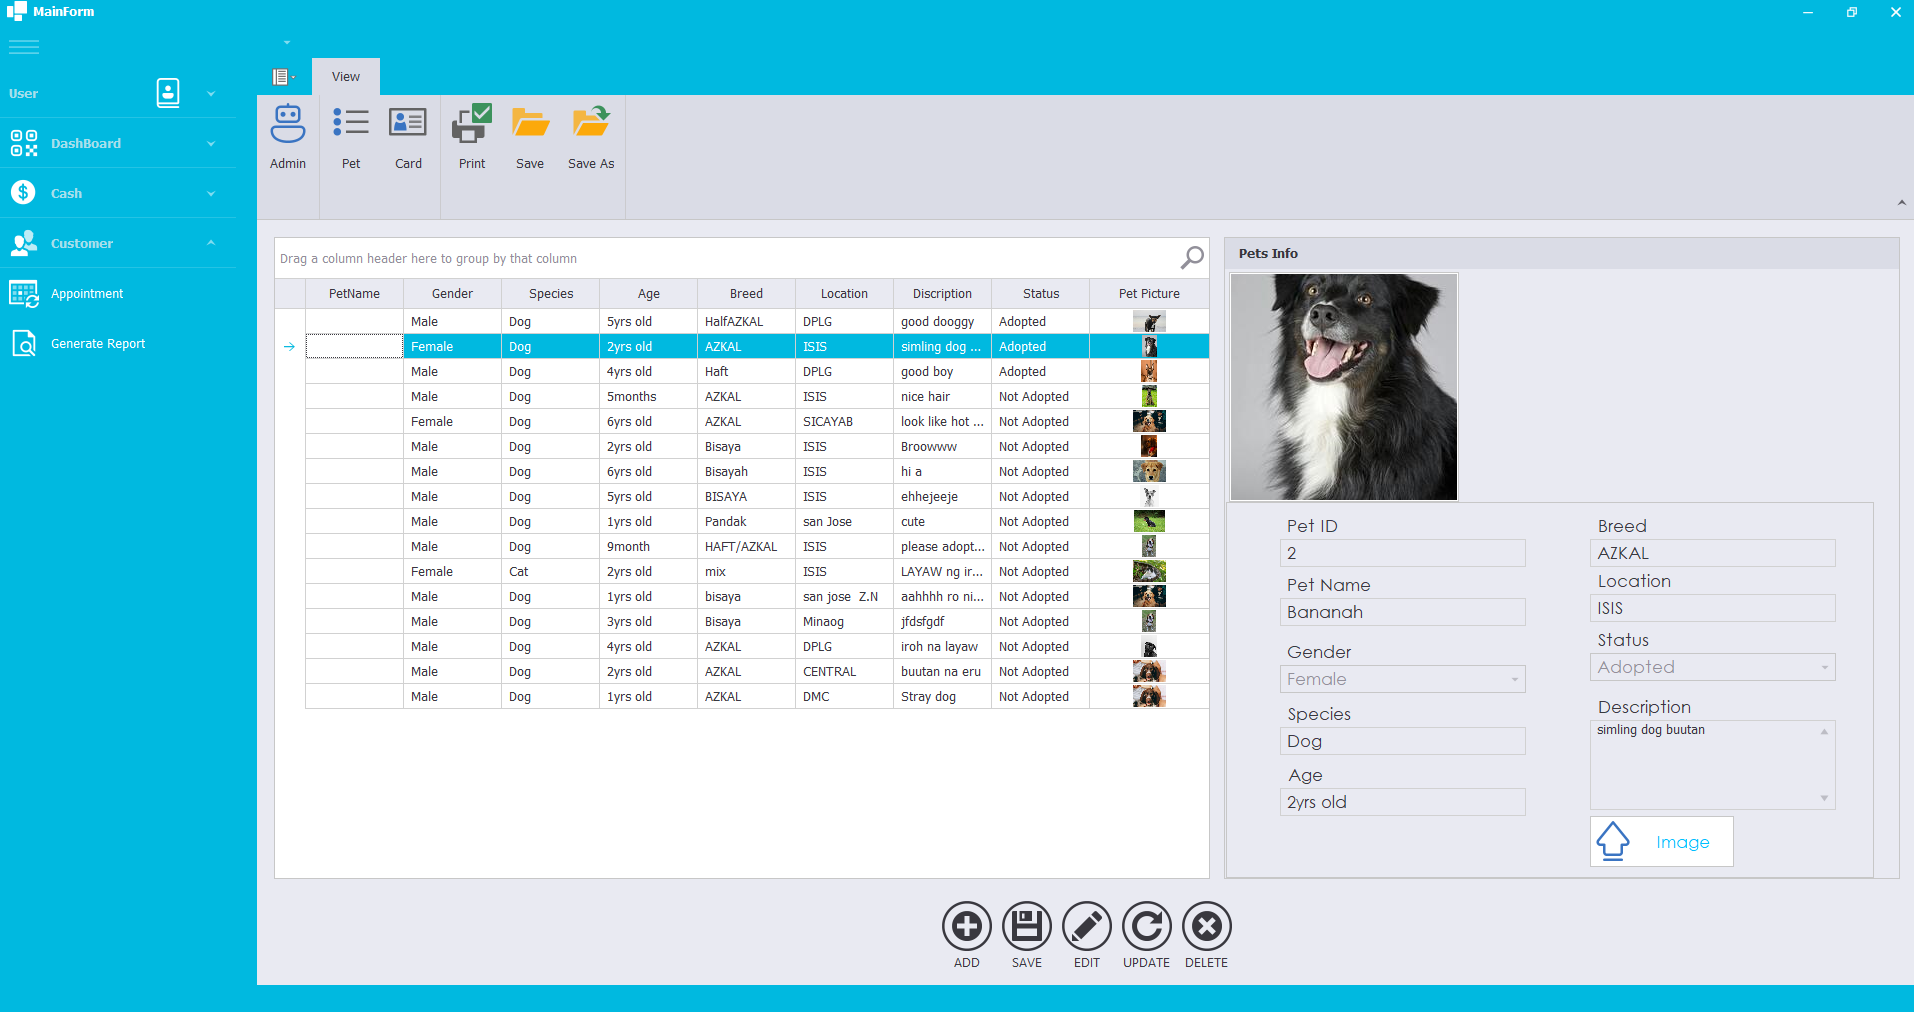 MainForm
User
DashBoard
Cash
Customer
Appointment
Generate Report
View
Admin Pet Card Print Save Save As
Drag a column header here to group by that column
PetName Gender Species Age Breed Location Discription Status Pet Picture
Male Dog 5yrs old HalfAZKAL DPLG good dooggy Adopted
Female Dog 2yrs old AZKAL ISIS simling dog ... Adopted
Male Dog 4yrs old Haft DPLG good boy Adopted
Male Dog 5months AZKAL ISIS nice hair Not Adopted
Female Dog 6yrs old AZKAL SICAYAB look like hot ... Not Adopted
Male Dog 2yrs old Bisaya ISIS Broowww Not Adopted
Male Dog 6yrs old Bisayah ISIS hi a Not Adopted
Male Dog 5yrs old BISAYA ISIS ehhejeeje Not Adopted
Male Dog 1yrs old Pandak san Jose cute Not Adopted
Male Dog 9month HAFT/AZKAL ISIS please adopt... Not Adopted
Female Cat 2yrs old mix ISIS LAYAW ng ir... Not Adopted
Male Dog 1yrs old bisaya san jose Z.N aahhhh ro ni... Not Adopted
Male Dog 3yrs old Bisaya Minaog jfdsfgdf Not Adopted
Male Dog 4yrs old AZKAL DPLG iroh na layaw Not Adopted
Male Dog 2yrs old AZKAL CENTRAL buutan na eru Not Adopted
Male Dog 1yrs old AZKAL DMC Stray dog Not Adopted
Pets Info
Pet ID
2
Pet Name
Bananah
Gender
Female
Species
Dog
Age
2yrs old
Breed
AZKAL
Location
ISIS
Status
Adopted
Description
simling dog buutan
Image
ADD SAVE EDIT UPDATE DELETE